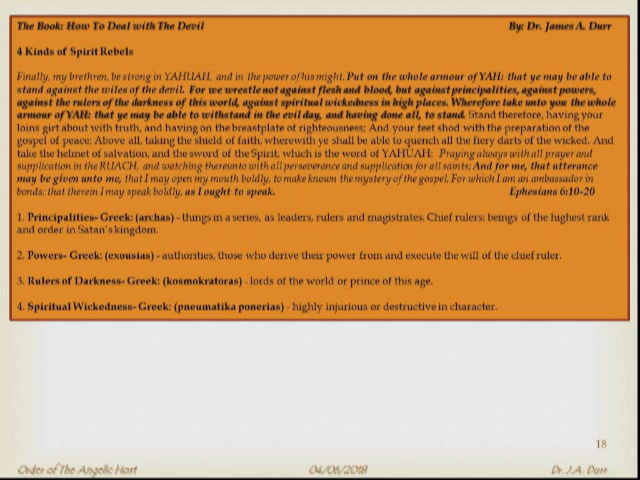 The Book: How To Deal with The Devil By: Dr. James A. Durr
4 Kinds of Spirit Rebels
Finally, my brethren, be strong in YAHUAH, and in the power of his might. Put on the whole armour of YAH: that ye may be able to
stand against the wiles of the devil. For we wrestle not against flesh and blood, but against principalities, against powers,
against the rulers of the darkness of this world, against spiritual wickedness in high places. Wherefore take unto you the whole
armour of YAH: that ye may be able to withstand in the evil day, and having done all, to stand. Stand therefore, having your
loins girt about with truth, and having on the breastplate of righteousness; And your feet shod with the preparation of the
gospel of peace; Above all, taking the shield of faith, wherewith ye shall be able to quench all the fiery darts of the wicked. And
take the helmet of salvation, and the sword of the Spirit, which is the word of YAHUAH: Praying always with all prayer and
supplication in the RUACH, and watching thereunto with all perseverance and supplication for all saints; And for me, that utterance
may be given unto me, that I may open my mouth boldly, to make known the mystery of the gospel, For which I am an ambassador in
bonds: that therein I may speak boldly, as I ought to speak. Ephesians 6:10-20
1. Principalities- Greek: (archas) - things in a series, as leaders, rulers and magistrates. Chief rulers: beings of the highest rank
and order in Satan's kingdom.
2. Powers- Greek: (exousias) - authorities, those who derive their power from and execute the will of the chief ruler.
3. Rulers of Darkness- Greek: (kosmokratoras) - lords of the world or prince of this age.
4. Spiritual Wickedness- Greek: (pneumatika ponerias) - highly injurious or destructive in character.
18
Order of The Angelic Host 04/06/2018 Dr. J.A. Durr